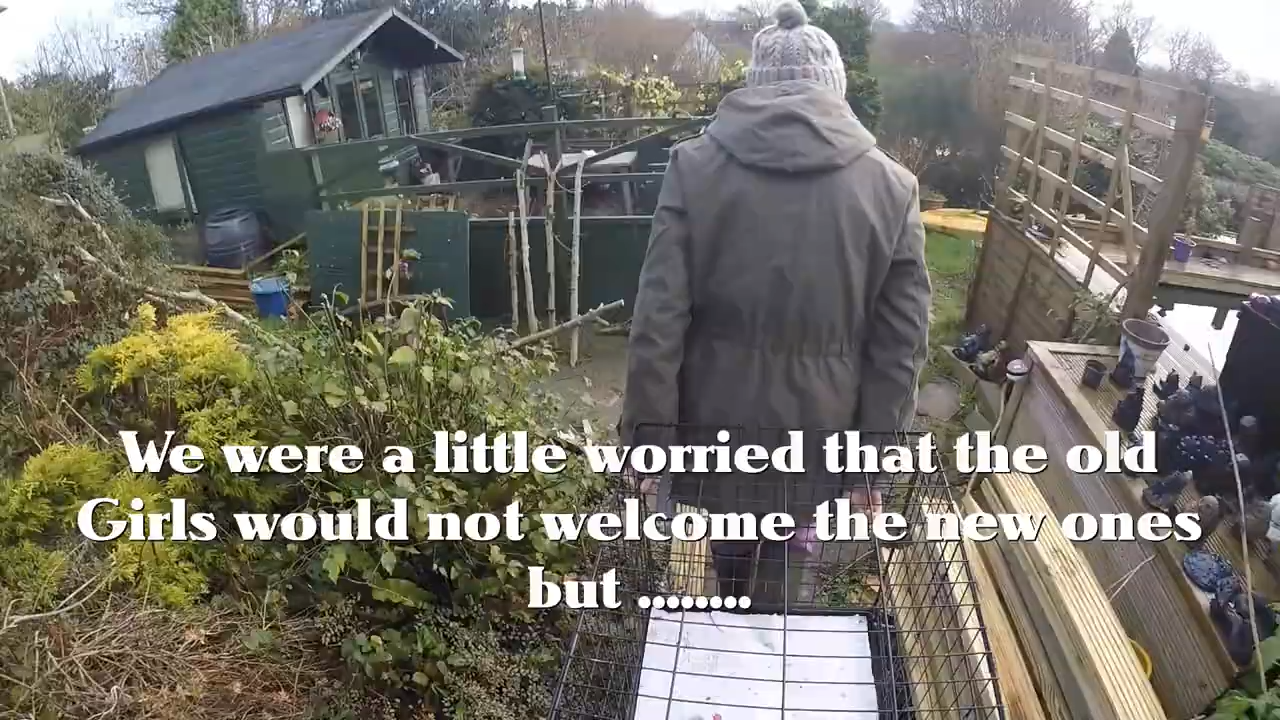 We were a little worried that the old
Girls would not welcome the new ones
but ........